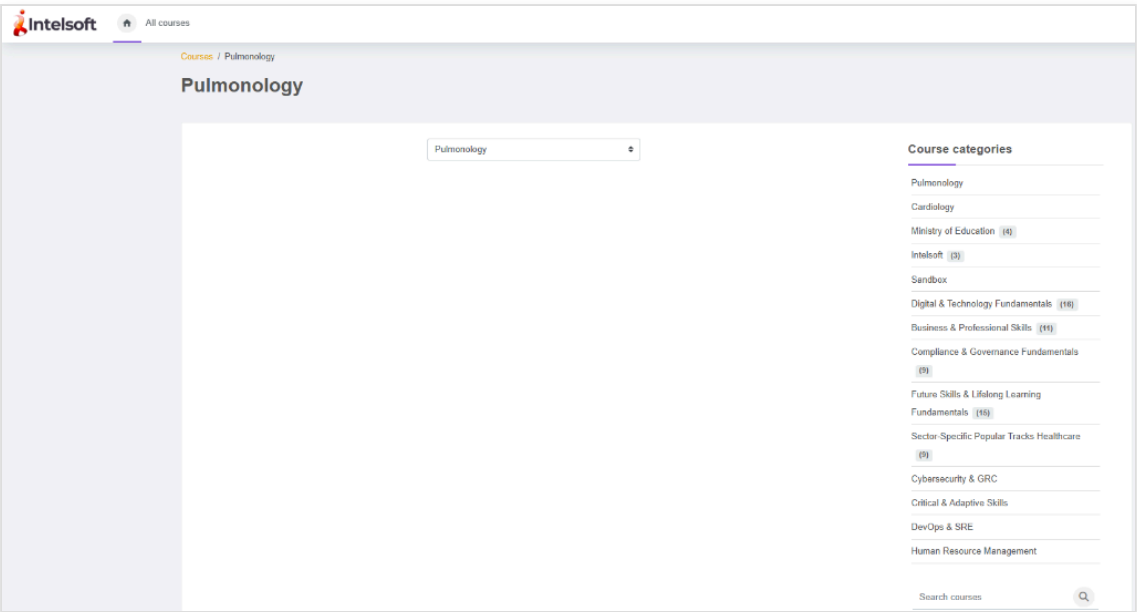 Intelsoft
All courses
Courses / Pulmonology
Pulmonology
Pulmonology
Course categories
Pulmonology
Cardiology
Ministry of Education (4)
Intelsoft (3)
Sandbox
Digital & Technology Fundamentals (16)
Business & Professional Skills (11)
Compliance & Governance Fundamentals
(9)
Future Skills & Lifelong Learning
Fundamentals (15)
Sector-Specific Popular Tracks Healthcare
(9)
Cybersecurity & GRC
Critical & Adaptive Skills
DevOps & SRE
Human Resource Management
Search courses